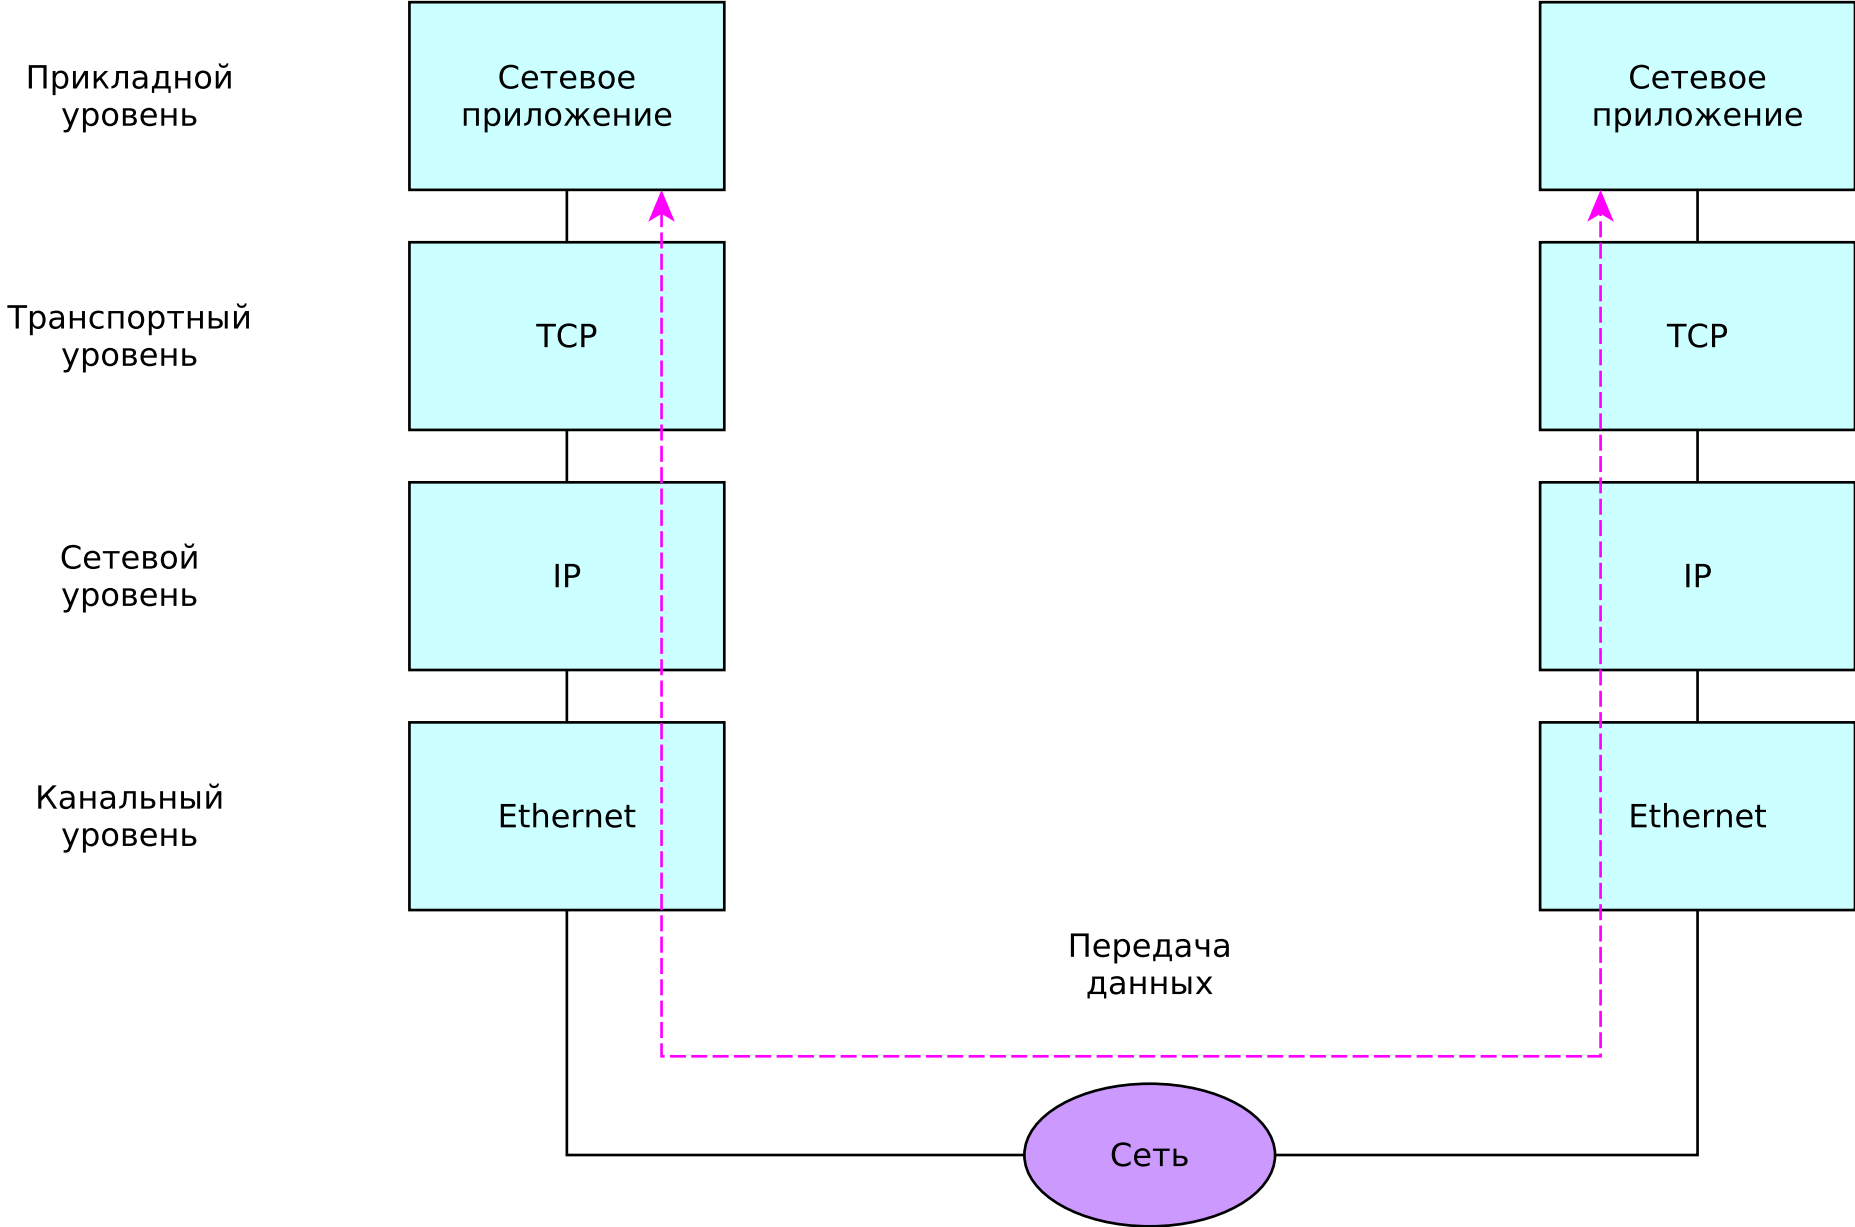 Прикладной
уровень
Сетевое
приложение
Сетевое
приложение
Транспортный
уровень
TCP
TCP
Сетевой
уровень
IP
IP
Канальный
уровень
Ethernet
Ethernet
Передача
данных
Сеть